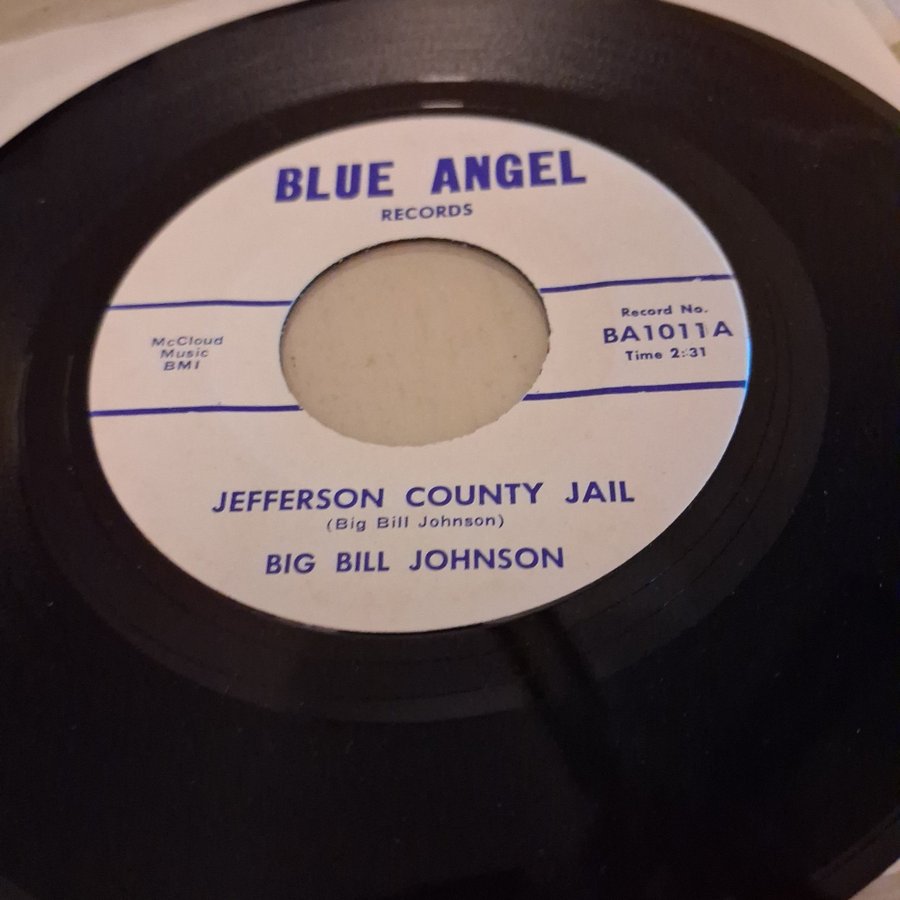 BLUE ANGEL
RECORDS
McCloud
Music
BMI
Record No.
BA1011A
Time 2:31
JEFFERSON COUNTY JAIL
(Big Bill Johnson)
BIG BILL JOHNSON